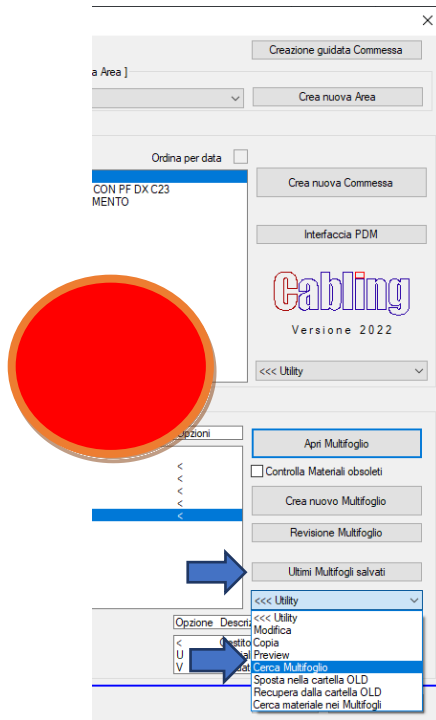 Creazione guidata Commessa
a Area ]
Crea nuova Area
Ordina per data
Crea nuova Commessa
CON PF DX C23
MENTO
Interfaccia PDM
Cabling
Versione 2022
<<< Utility
Opzioni
Apri Multifoglio
<
Controlla Materiali obsoleti
<
<
<
Crea nuovo Multifoglio
<
Revisione Multifoglio
Ultimi Multifogli salvati
<<< Utility
<<< Utility
Modifica
Copia
Preview
Cerca Multifoglio
Sposta nella cartella OLD
Recupera dalla cartella OLD
Cerca materiale nei Multifogli
Opzione Descriz
<
U
V